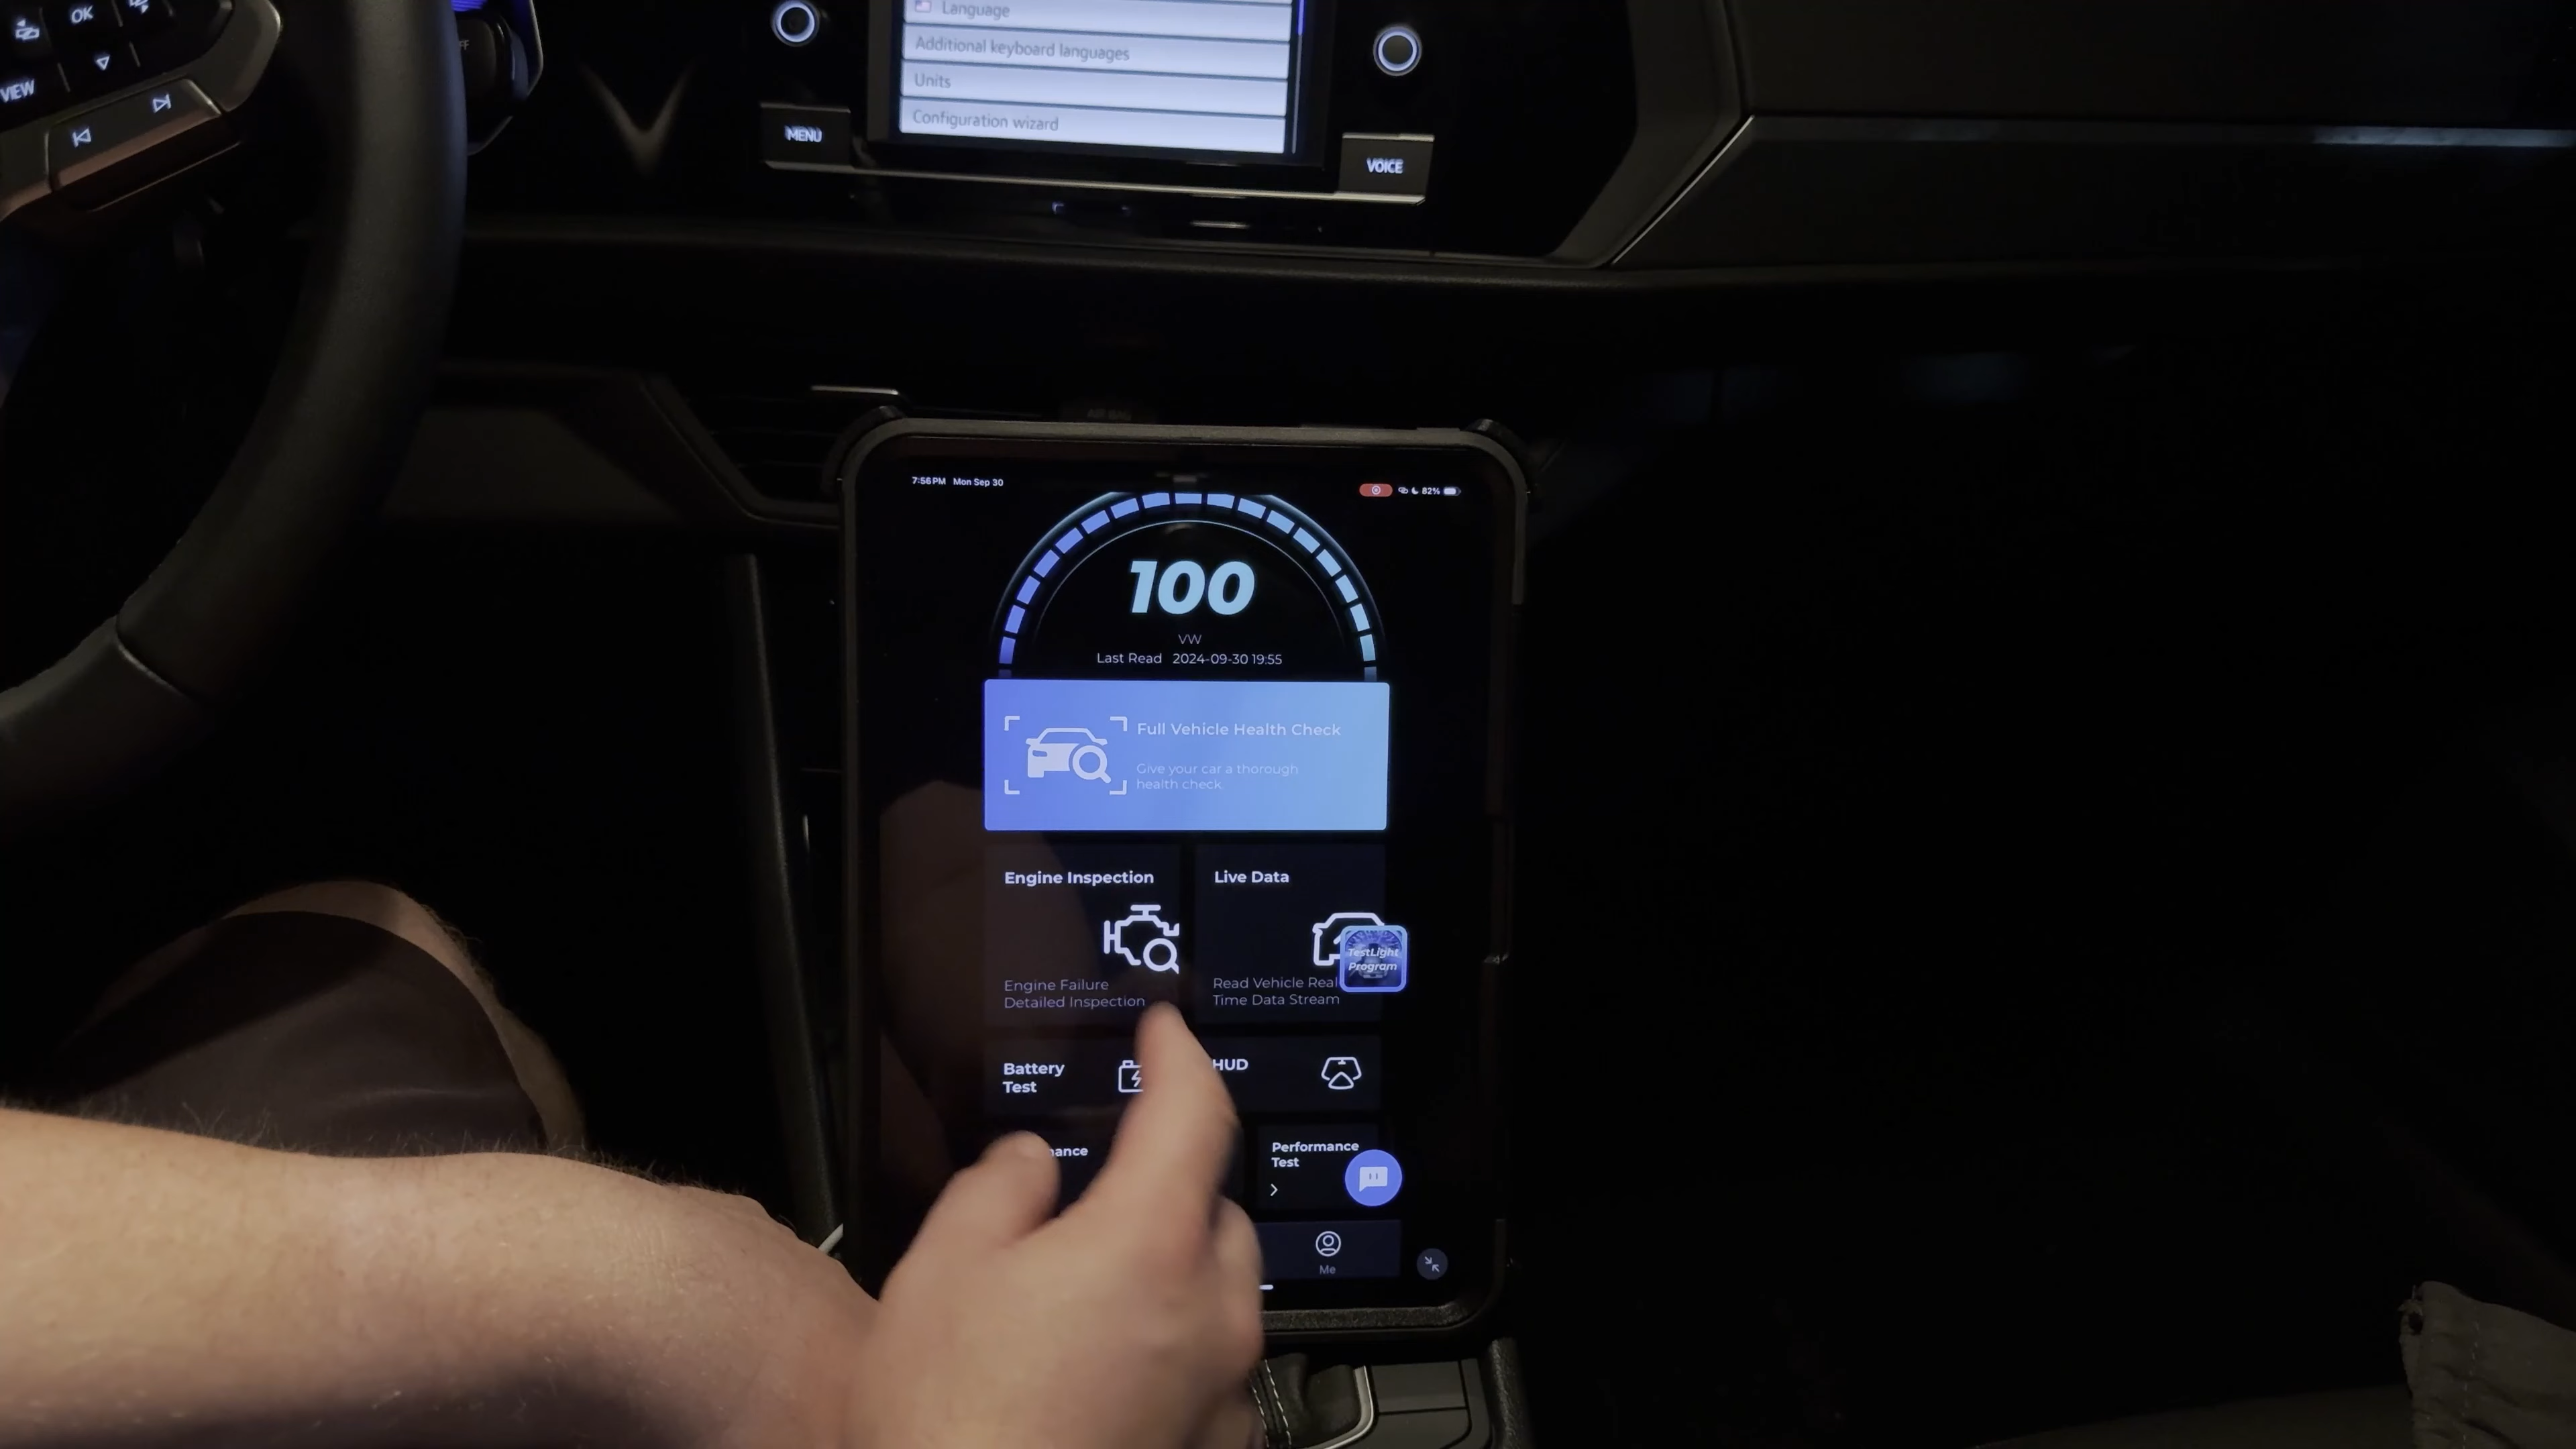 OK
VIEW
Language
Additional keyboard languages
Units
Configuration wizard
MENU
VOICE
7:56 PM Mon Sep 30
82%
100
VW
Last Read 2024-09-30 19:55
Full Vehicle Health Check
Give your car a thorough
health check.
Engine Inspection
Engine Failure
Detailed Inspection
Live Data
Read Vehicle Real
Time Data Stream
TestLight
Program
Battery
Test
HUD
Performance
Test
Me